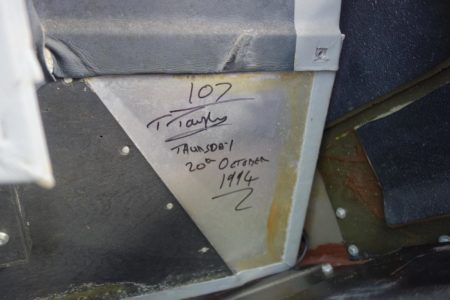 107
T Taylor
THURSDAY
20th OCTOBER
1994